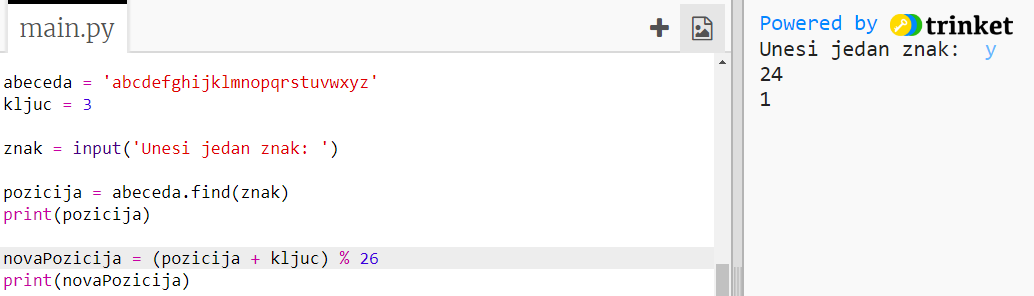 main.py
abeceda = 'abcdefghijklmnopqrstuvwxyz'
kljuc = 3
znak = input('Unesi jedan znak: ')
pozicija = abeceda.find(znak)
print(pozicija)
novaPozicija = (pozicija + kljuc) % 26
print(novaPozicija)
Powered by trinket
Unesi jedan znak: y
24
1